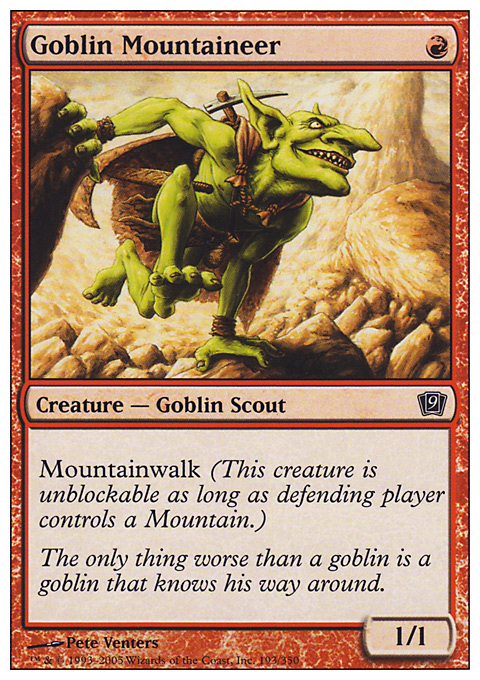 Goblin Mountaineer
Creature — Goblin Scout
9
Mountainwalk (This creature is
unblockable as long as defending player
controls a Mountain.)
The only thing worse than a goblin is a
goblin that knows his way around.
1/1
Pete Venters
™ & © 1993–2005 Wizards of the Coast, Inc. 193/350